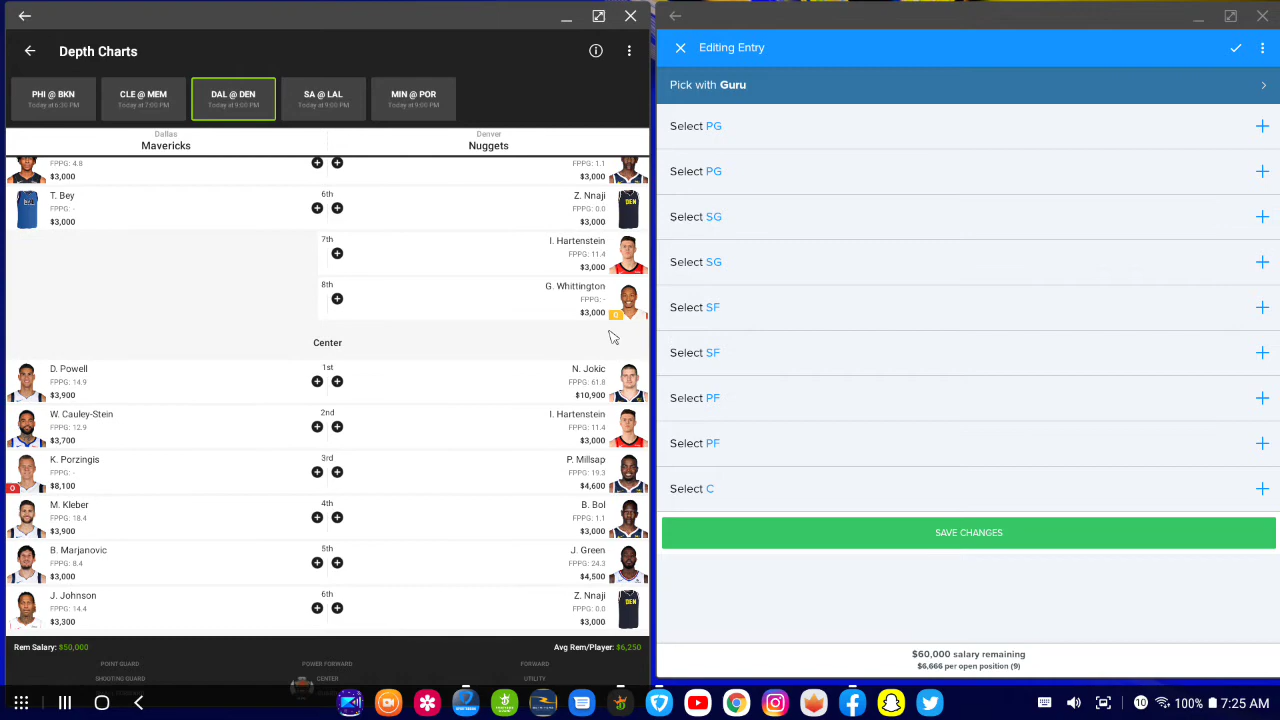 Depth Charts
PHI @ BKN
Today at 6:30 PM
CLE @ MEM
Today at 7:00 PM
DAL @ DEN
Today at 9:00 PM
SA @ LAL
Today at 9:00 PM
MIN @ POR
Today at 9:00 PM
Dallas
Mavericks
Denver
Nuggets
FPPG: 4.8
$3,000
FPPG: 1.1
$3,000
T. Bey
FPPG: -
$3,000
6th
Z. Nnaji
FPPG: 0.0
$3,000
DEN
7th
I. Hartenstein
FPPG: 11.4
$3,000
8th
G. Whittington
FPPG: -
$3,000
O
Center
D. Powell
FPPG: 14.9
$3,900
1st
N. Jokic
FPPG: 61.8
$10,900
W. Cauley-Stein
FPPG: 12.9
$3,700
2nd
I. Hartenstein
FPPG: 11.4
$3,000
K. Porzingis
FPPG: -
$8,100
O
3rd
P. Millsap
FPPG: 19.3
$4,600
M. Kleber
FPPG: 18.4
$3,900
4th
B. Bol
FPPG: 1.1
$3,000
B. Marjanovic
FPPG: 8.4
$3,000
5th
J. Green
FPPG: 24.3
$4,500
J. Johnson
FPPG: 14.4
$3,300
6th
Z. Nnaji
FPPG: 0.0
$3,000
DEN
Rem Salary: $50,000
Avg Rem/Player: $6,250
POINT GUARD
POWER FORWARD
FORWARD
SHOOTING GUARD
CENTER
UTILITY
Editing Entry
Pick with Guru
Select PG
Select PG
Select SG
Select SG
Select SF
Select SF
Select PF
Select PF
Select C
SAVE CHANGES
$60,000 salary remaining
$6,666 per open position (9)